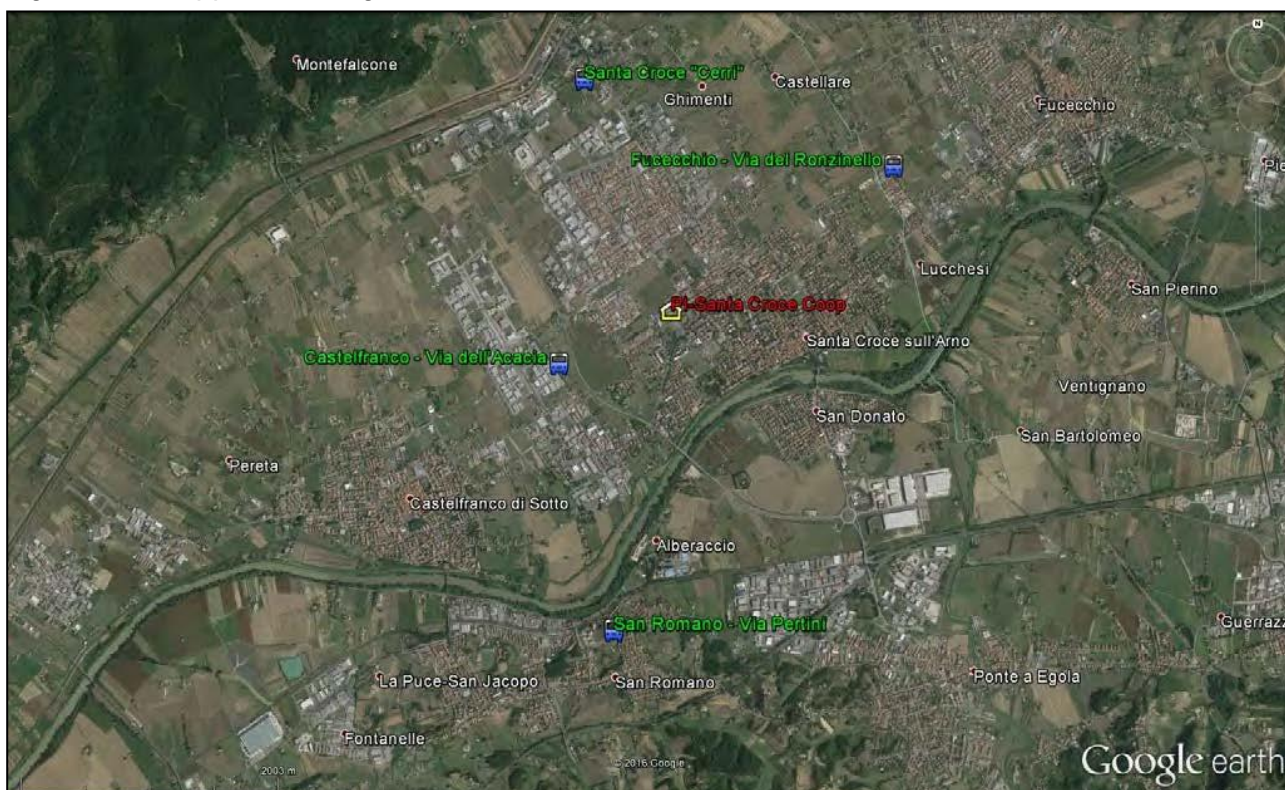 N
Santa Croce "Cerri"
Montefalcone
Castellare
Ghimenti
Fucecchio
Fucecchio - Via del Ronzinello
Pie
Lucchesi
San Pierino
PI-Santa Croce Coop
Santa Croce sull'Arno
Castelfranco - Via dell'Acacia
Ventignano
San Donato
San Bartolomeo
Pereta
Castelfranco di Sotto
Alberaccio
San Romano - Via Pertini
Guerrazz
La Puce-San Jacopo
San Romano
Ponte a Egola
Fontanelle
2003 m
© 2016 Google
Google earth